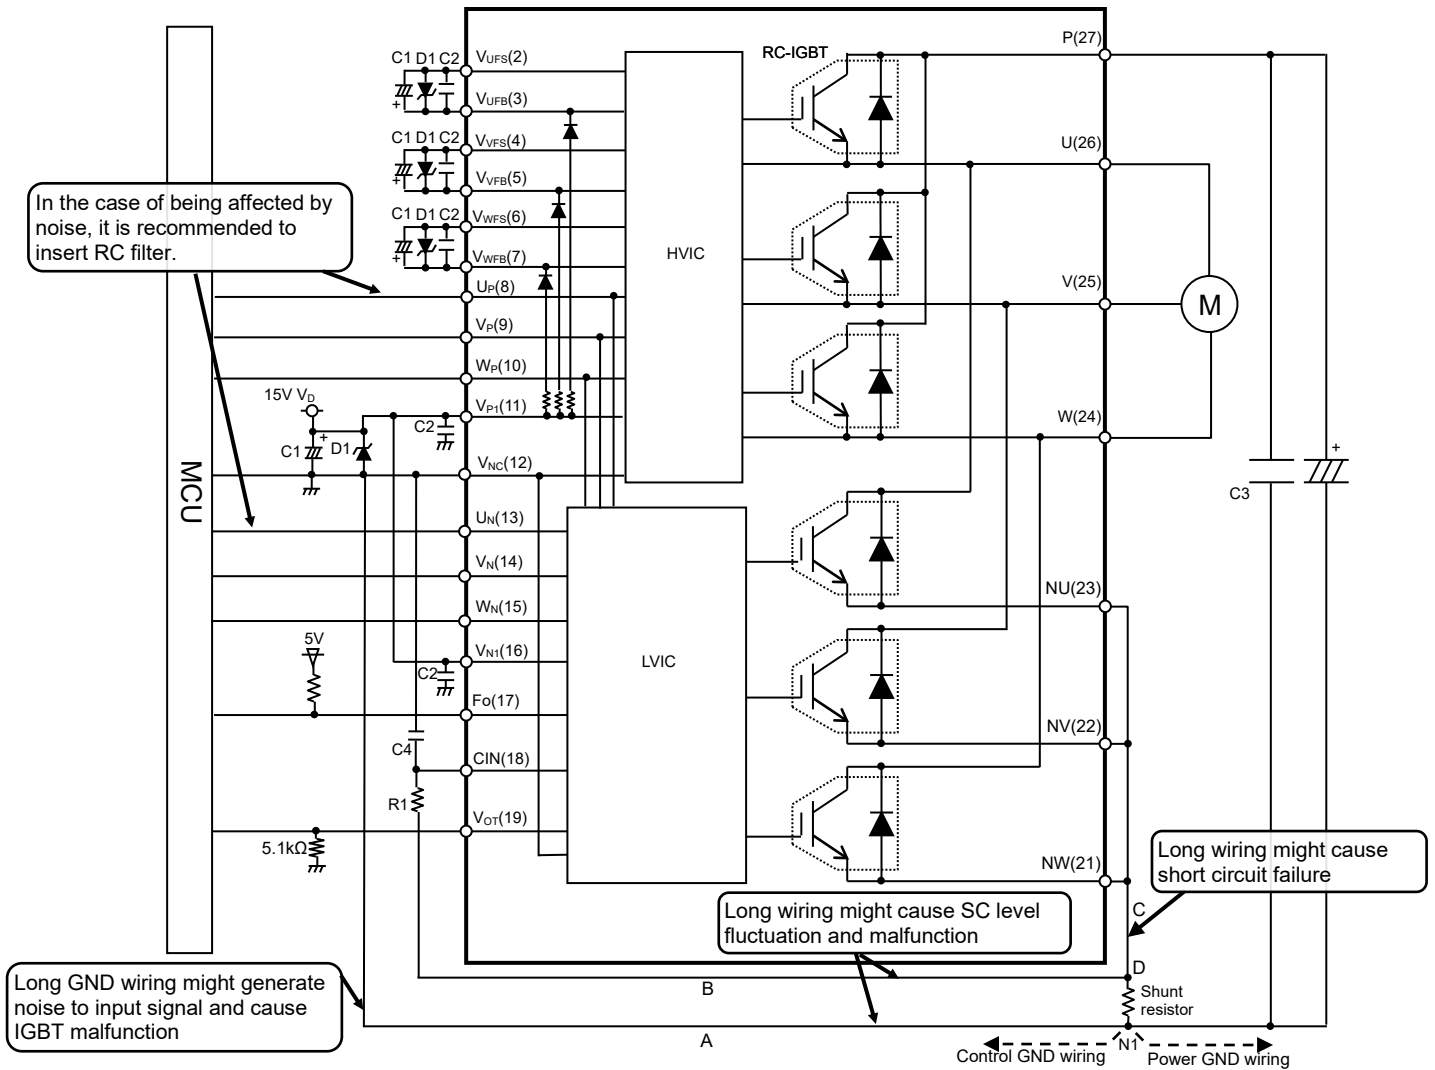 RC-IGBT
P(27)
C1 D1 C2
VUFS(2)
+
VUFB(3)
C1 D1 C2
VVFS(4)
U(26)
+
VVFB(5)
In the case of being affected by
noise, it is recommended to
insert RC filter.
C1 D1 C2
VWFS(6)
+
VWFB(7)
HVIC
UP(8)
V(25)
M
VP(9)
WP(10)
15V VD
VP1(11)
C2
W(24)
+
C1
D1
+
VNC(12)
C3
MCU
UN(13)
VN(14)
NU(23)
WN(15)
5V
VN1(16)
C2
LVIC
Fo(17)
NV(22)
C4
CIN(18)
R1
VOT(19)
5.1kΩ
NW(21)
Long wiring might cause
short circuit failure
Long wiring might cause SC level
fluctuation and malfunction
C
D
Long GND wiring might generate
noise to input signal and cause
IGBT malfunction
B
Shunt
resistor
A
N1
Control GND wiring
Power GND wiring